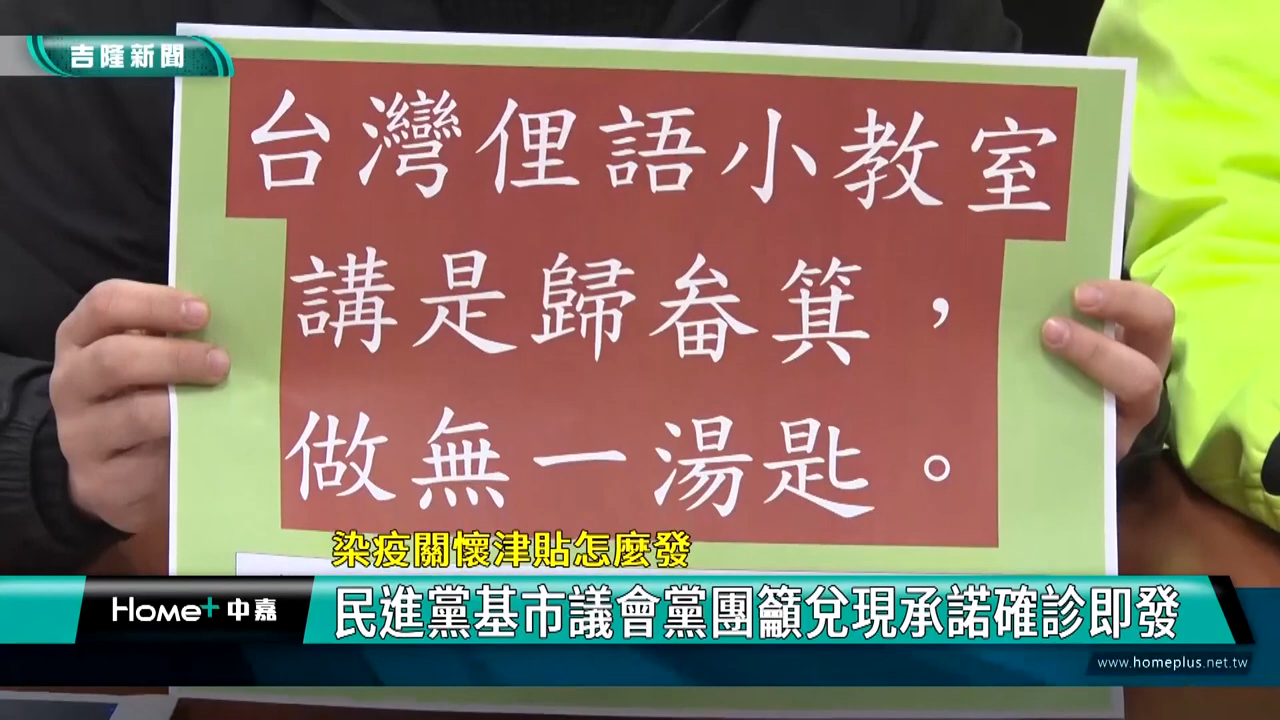 吉隆新聞
台灣俚語小教室
講是歸畚箕，
做無一湯匙。
染疫關懷津貼怎麼發
Home+中嘉
民進黨基市議會黨團籲兌現承諾確診即發
www.homeplus.net.tw